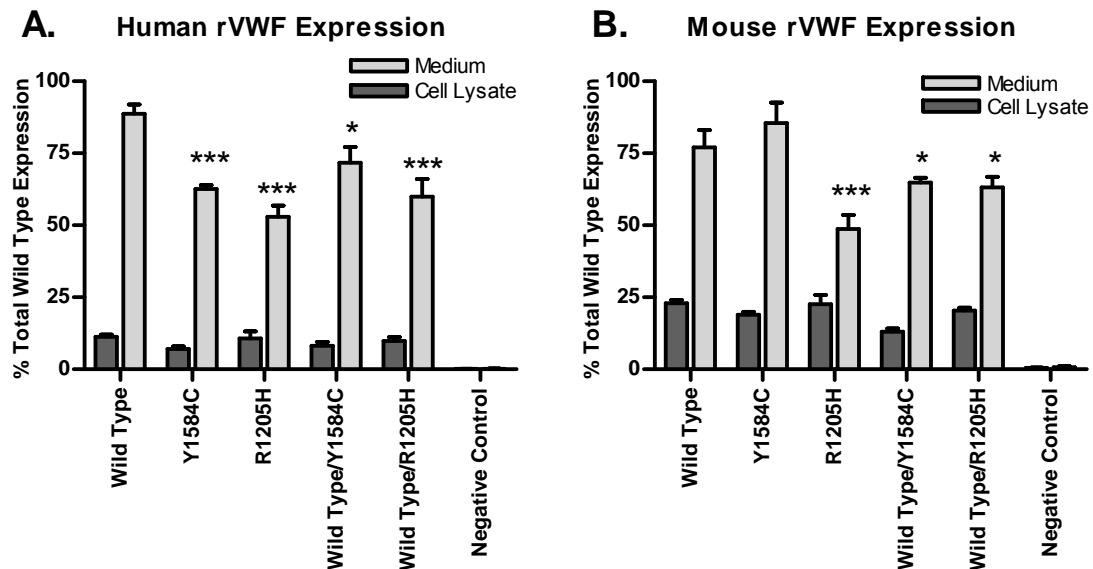 A. Human rVWF Expression
Medium
Cell Lysate
% Total Wild Type Expression
100
75
50
25
0
***
***
*
***
Wild Type
Y1584C
R1205H
Wild Type/Y1584C
Wild Type/R1205H
Negative Control
B. Mouse rVWF Expression
Medium
Cell Lysate
% Total Wild Type Expression
100
75
50
25
0
***
*
*
Wild Type
Y1584C
R1205H
Wild Type/Y1584C
Wild Type/R1205H
Negative Control